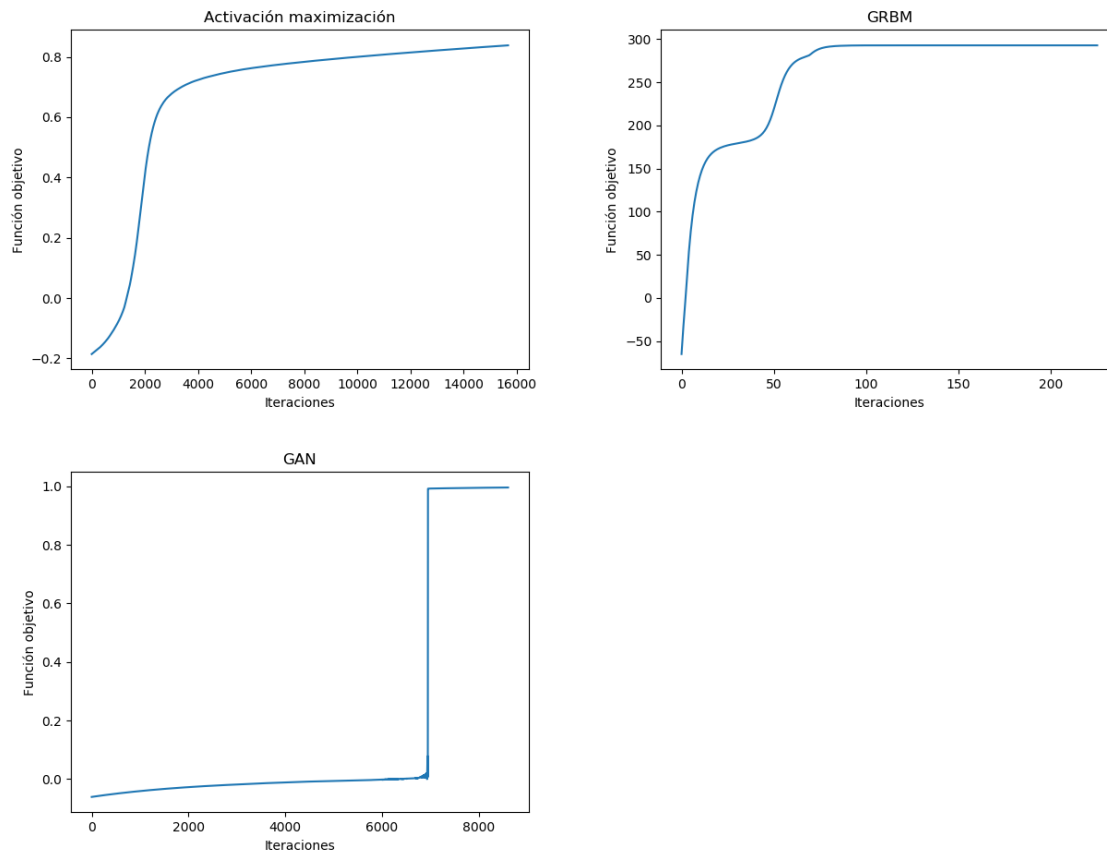 Activación maximización
0.8
0.6
0.4
0.2
0.0
−0.2
Función objetivo
0 2000 4000 6000 8000 10000 12000 14000 16000
Iteraciones
GRBM
300
250
200
150
100
50
0
−50
Función objetivo
0 50 100 150 200
Iteraciones
GAN
1.0
0.8
0.6
0.4
0.2
0.0
Función objetivo
0 2000 4000 6000 8000
Iteraciones